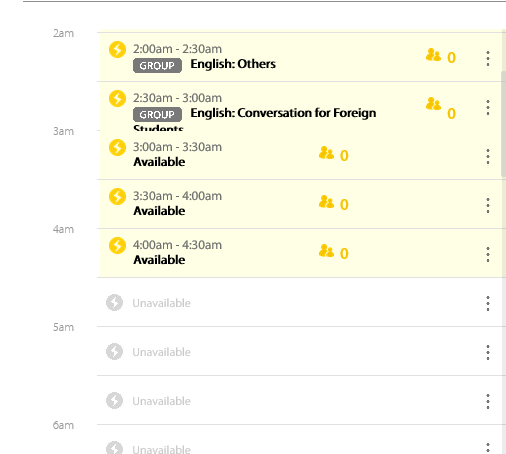 2am
2:00am - 2:30am
GROUP English: Others
0
2:30am - 3:00am
GROUP English: Conversation for Foreign
Students
0
3am
3:00am - 3:30am
Available
0
3:30am - 4:00am
Available
0
4am
4:00am - 4:30am
Available
0
Unavailable
5am
Unavailable
Unavailable
6am
Unavailable